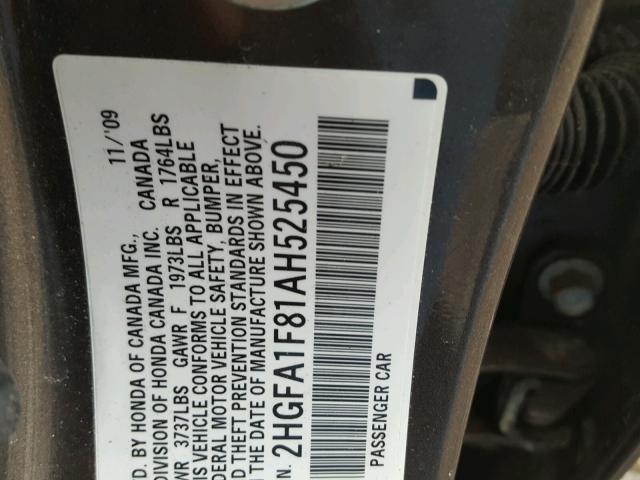 D. BY HONDA OF CANADA MFG., 11/'09
DIVISION OF HONDA CANADA INC. CANADA
WR 3737LBS GAWR F 1973LBS R 1764LBS
IS VEHICLE CONFORMS TO ALL APPLICABLE
DERAL MOTOR VEHICLE SAFETY, BUMPER,
D THEFT PREVENTION STANDARDS IN EFFECT
N THE DATE OF MANUFACTURE SHOWN ABOVE.
N. 2HGFA1F81AH525450
PASSENGER CAR